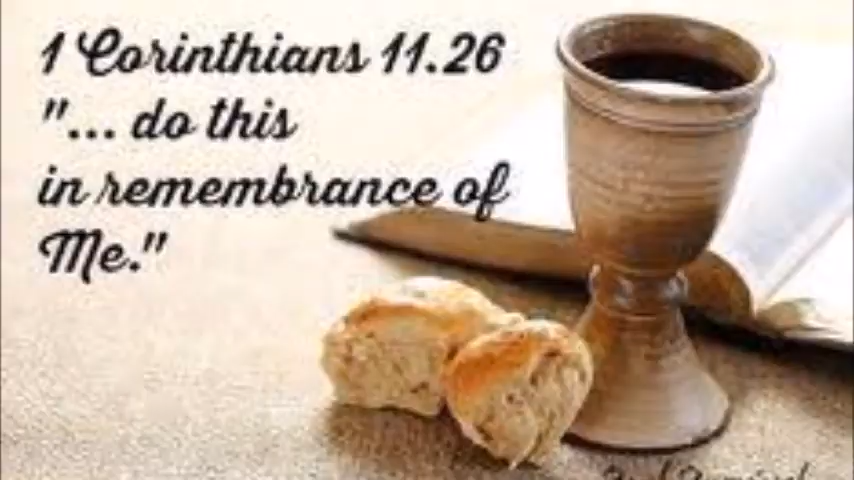 1 Corinthians 11.26
"... do this
in remembrance of
Me."